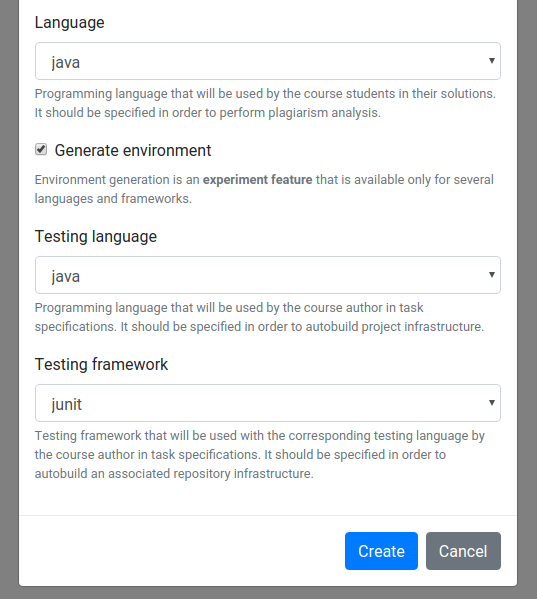 Language
java
Programming language that will be used by the course students in their solutions.
It should be specified in order to perform plagiarism analysis.
Generate environment
Environment generation is an experiment feature that is available only for several
languages and frameworks.
Testing language
java
Programming language that will be used by the course author in task
specifications. It should be specified in order to autobuild project infrastructure.
Testing framework
junit
Testing framework that will be used with the corresponding testing language by
the course author in task specifications. It should be specified in order to
autobuild an associated repository infrastructure.
Create Cancel